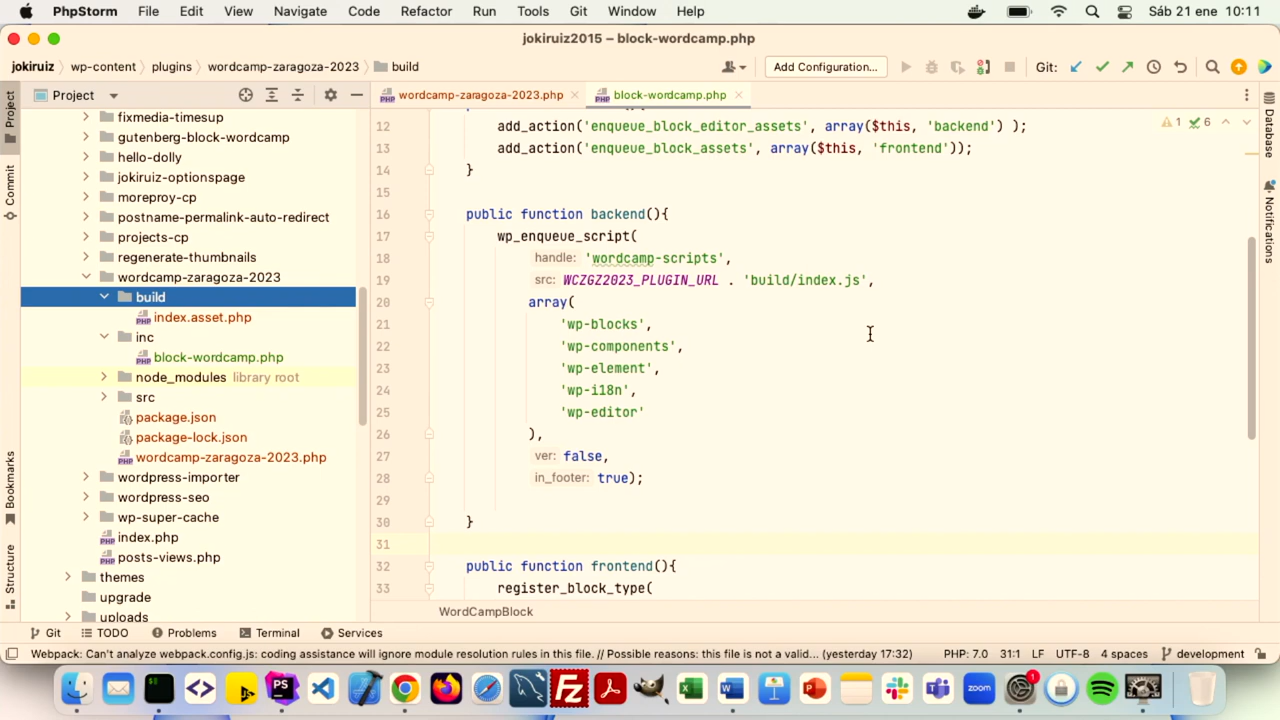 PhpStorm File Edit View Navigate Code Refactor Run Tools Git Window Help Sáb 21 ene 10:11
jokiruiz2015 – block-wordcamp.php
jokiruiz wp-content plugins wordcamp-zaragoza-2023 build Add Configuration... Git:
Project
Project
wordcamp-zaragoza-2023.php
block-wordcamp.php
Commit
Bookmarks
Structure
fixmedia-timesup
gutenberg-block-wordcamp
hello-dolly
jokiruiz-optionspage
moreproy-cp
postname-permalink-auto-redirect
projects-cp
regenerate-thumbnails
wordcamp-zaragoza-2023
build
index.asset.php
inc
block-wordcamp.php
node_modules library root
src
package.json
package-lock.json
wordcamp-zaragoza-2023.php
wordpress-importer
wordpress-seo
wp-super-cache
index.php
posts-views.php
themes
upgrade
uploads
12 add_action('enqueue_block_editor_assets', array($this, 'backend') );
13 add_action('enqueue_block_assets', array($this, 'frontend'));
14 }
15
16 public function backend(){
17 wp_enqueue_script(
18 handle: 'wordcamp-scripts',
19 src: WCZGZ2023_PLUGIN_URL . 'build/index.js',
20 array(
21 'wp-blocks',
22 'wp-components',
23 'wp-element',
24 'wp-i18n',
25 'wp-editor'
26 ),
27 ver: false,
28 in_footer: true);
29
30 }
31
32 public function frontend(){
33 register_block_type(
WordCampBlock
1 6
Database
Notifications
Git TODO Problems Terminal Services
Webpack: Can't analyze webpack.config.js: coding assistance will ignore module resolution rules in this file. // Possible reasons: this file is not a valid... (yesterday 17:32) PHP: 7.0 31:1 LF UTF-8 4 spaces development
PS
Fz
zoom
1